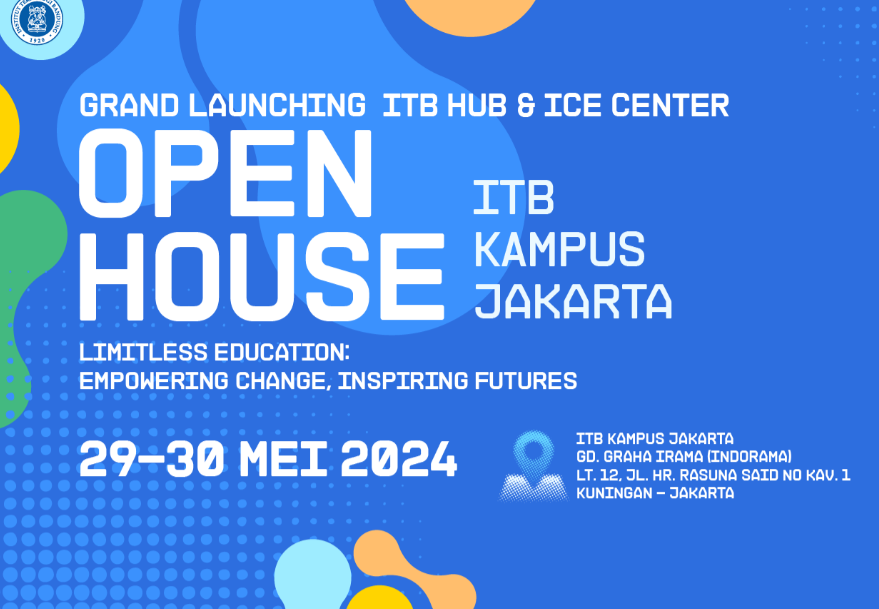 GRAND LAUNCHING ITB HUB & ICE CENTER
OPEN
HOUSE
ITB
KAMPUS
JAKARTA
LIMITLESS EDUCATION:
EMPOWERING CHANGE, INSPIRING FUTURES
29–30 MEI 2024
ITB KAMPUS JAKARTA
GD. GRAHA IRAMA (INDORAMA)
LT. 12, JL. HR. RASUNA SAID NO KAV. 1
KUNINGAN – JAKARTA
1920